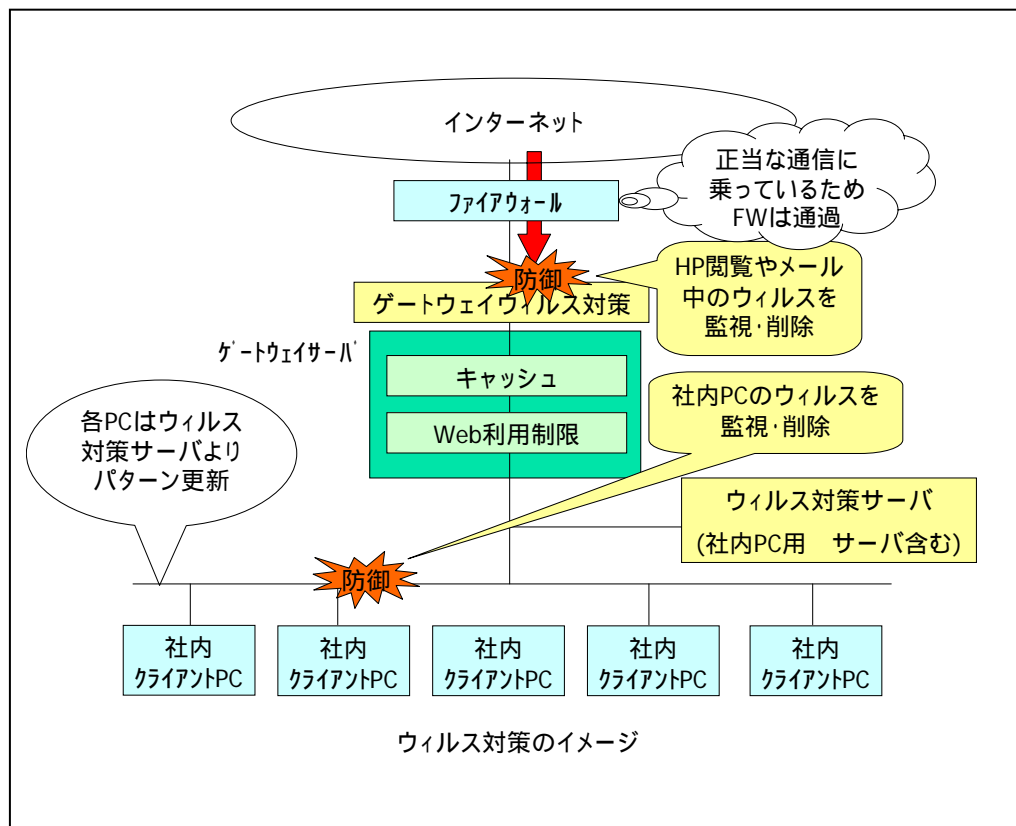 インターネット
正当な通信に
乗っているため
FWは通過
ﾌｧｲｱｳｫｰﾙ
防御
HP閲覧やメール
中のウィルスを
監視･削除
ゲートウェイウィルス対策
ｹﾞｰﾄｳｪｲｻｰﾊﾞ
キャッシュ
Web利用制限
社内PCのウィルスを
監視･削除
各PCはウィルス
対策サーバより
パターン更新
ウィルス対策サーバ
(社内PC用　サーバ含む)
防御
社内
ｸﾗｲｱﾝﾄPC
社内
ｸﾗｲｱﾝﾄPC
社内
ｸﾗｲｱﾝﾄPC
社内
ｸﾗｲｱﾝﾄPC
社内
ｸﾗｲｱﾝﾄPC
ウィルス対策のイメージ